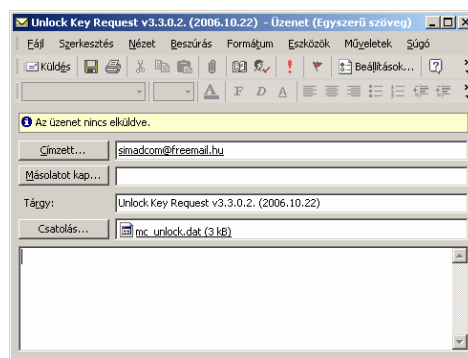 Unlock Key Request v3.3.0.2. (2006.10.22) - Üzenet (Egyszerű szöveg)
Fájl Szerkesztés Nézet Beszúrás Formátum Eszközök Műveletek Súgó
Küldés Beállítások...
F D A
Az üzenet nincs elküldve.
Címzett... simadcom@freemail.hu
Másolatot kap...
Tárgy: Unlock Key Request v3.3.0.2. (2006.10.22)
Csatolás... mc_unlock.dat (3 kB)